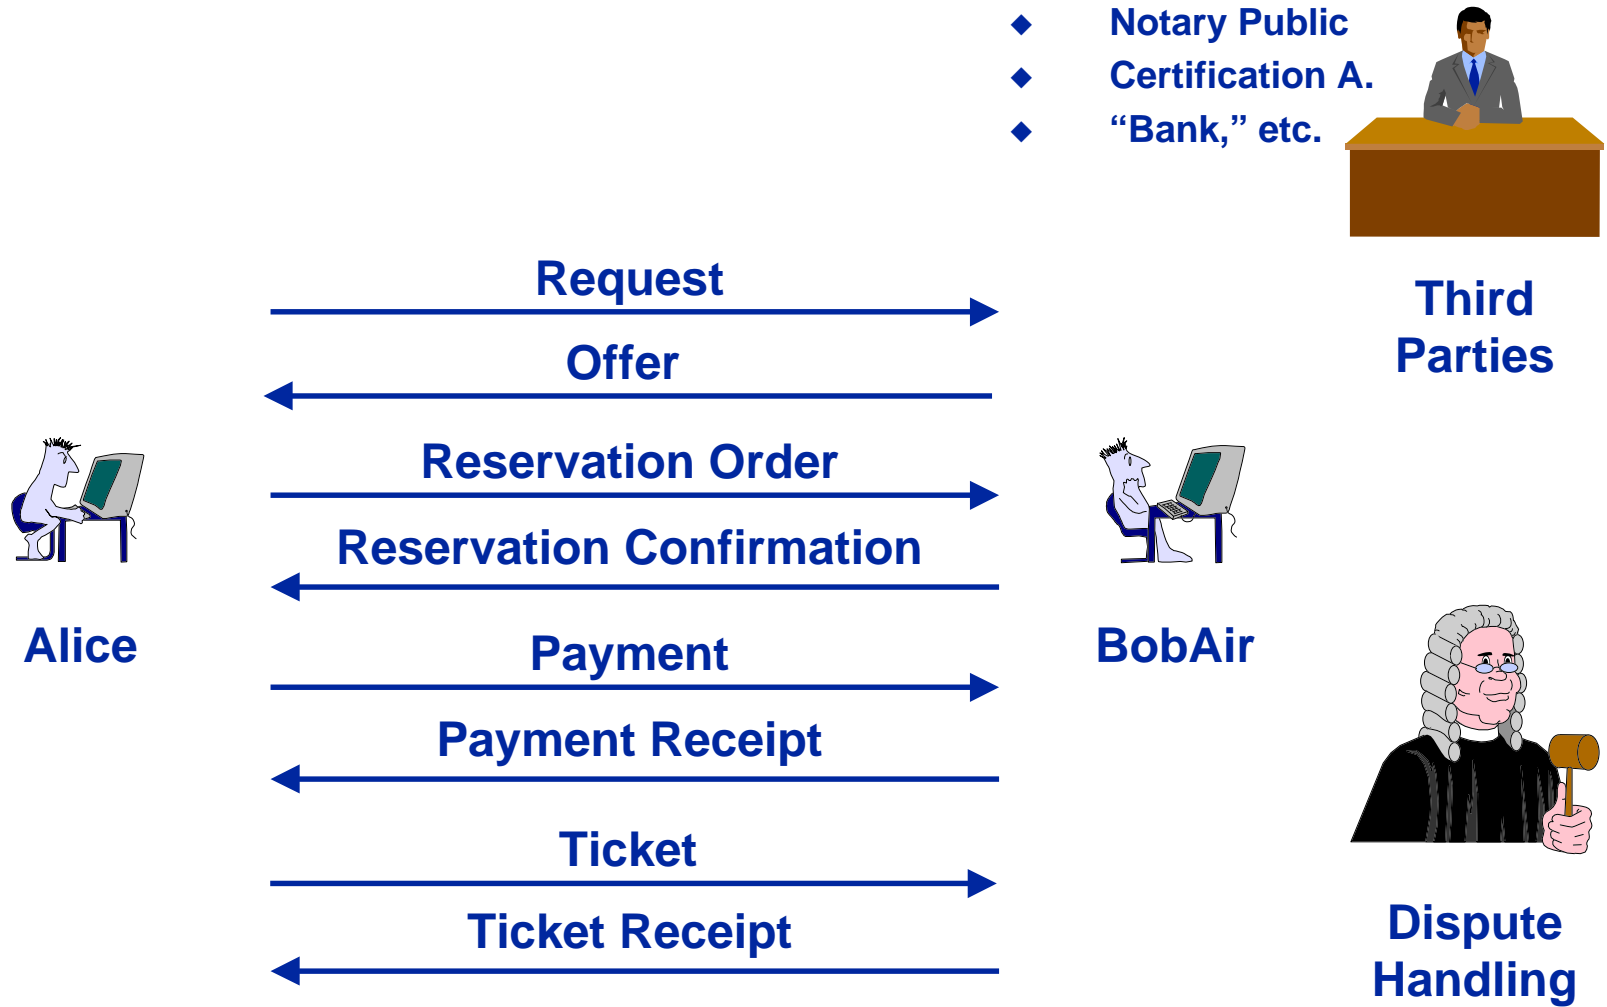 Notary Public
Certification A.
“Bank,” etc.
Request
Third
Parties
Offer
Reservation Order
Reservation Confirmation
Alice
BobAir
Payment
Payment Receipt
Ticket
Ticket Receipt
Dispute
Handling